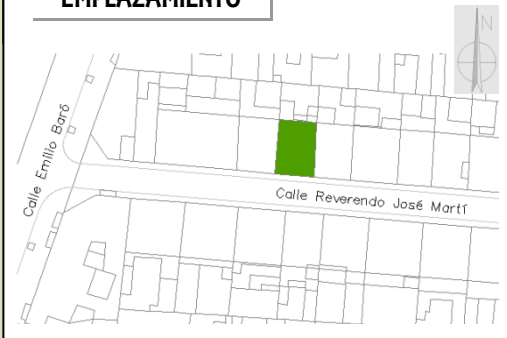 EMPLAZAMIENTO
N
Calle Emilio Baró
Calle Reverendo José Martí